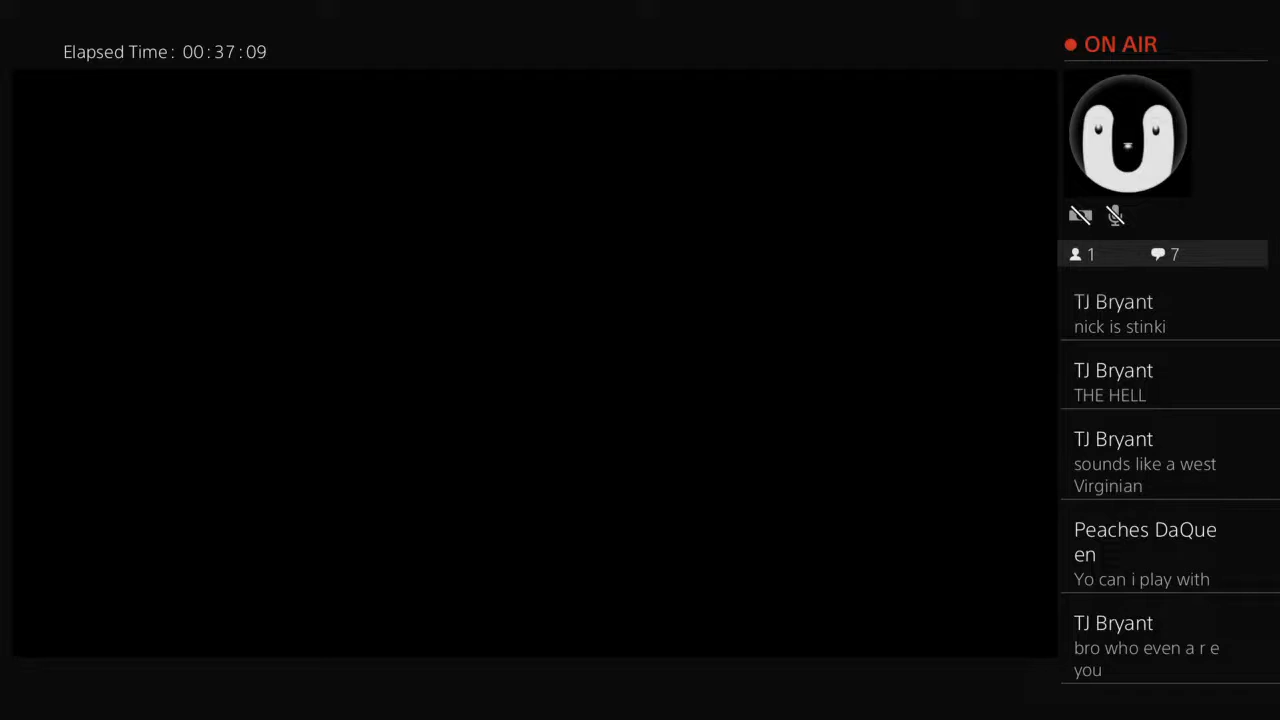 Elapsed Time: 00:37:09
ON AIR
1 7
TJ Bryant
nick is stinki
TJ Bryant
THE HELL
TJ Bryant
sounds like a west
Virginian
Peaches DaQue
en
Yo can i play with
TJ Bryant
bro who even a r e
you